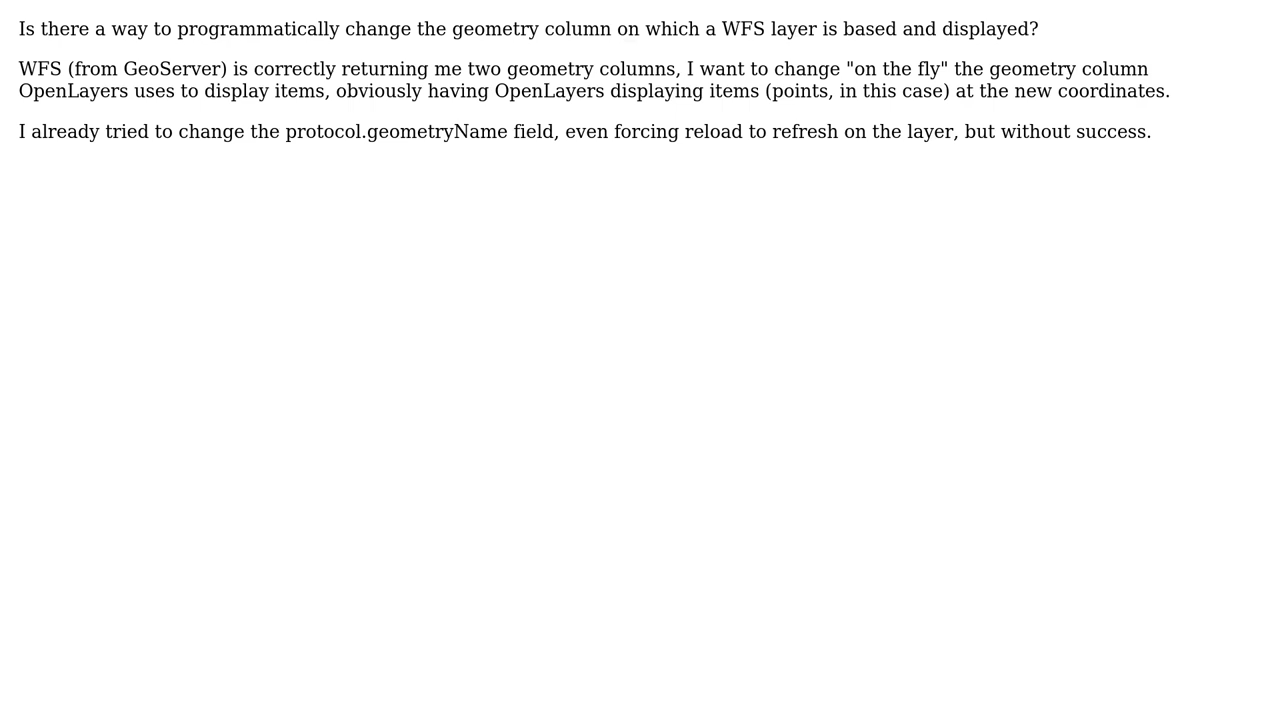 Is there a way to programmatically change the geometry column on which a WFS layer is based and displayed?
WFS (from GeoServer) is correctly returning me two geometry columns, I want to change "on the fly" the geometry column
OpenLayers uses to display items, obviously having OpenLayers displaying items (points, in this case) at the new coordinates.
I already tried to change the protocol.geometryName field, even forcing reload to refresh on the layer, but without success.